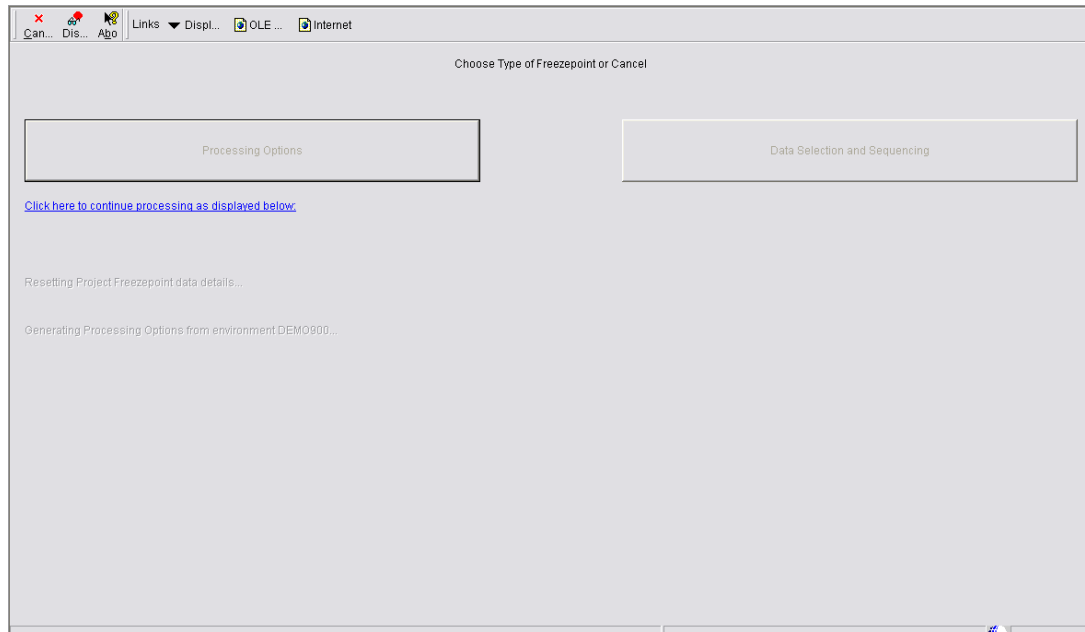 Links Displ... OLE ... Internet
Can... Dis... Abo
Choose Type of Freezepoint or Cancel
Processing Options Data Selection and Sequencing
Click here to continue processing as displayed below:
Resetting Project Freezepoint data details...
Generating Processing Options from environment DEMO900...